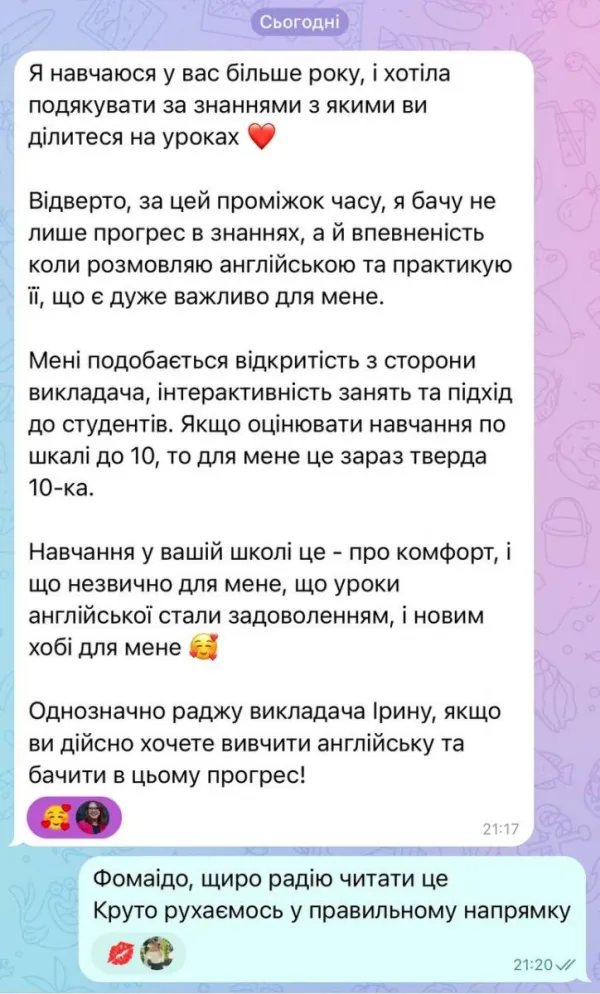 Сьогодні
Я навчаюся у вас більше року, і хотіла
подякувати за знаннями з якими ви
ділитеся на уроках ❤️
Відверто, за цей проміжок часу, я бачу не
лише прогрес в знаннях, а й впевненість
коли розмовляю англійською та практикую
її, що є дуже важливо для мене.
Мені подобається відкритість з сторони
викладача, інтерактивність занять та підхід
до студентів. Якщо оцінювати навчання по
шкалі до 10, то для мене це зараз тверда
10-ка.
Навчання у вашій школі це - про комфорт, і
що незвично для мене, що уроки
англійської стали задоволенням, і новим
хобі для мене 🥰
Однозначно раджу викладача Ірину, якщо
ви дійсно хочете вивчити англійську та
бачити в цьому прогрес!
21:17
Фомаідо, щиро радію читати це
Круто рухаємось у правильному напрямку
21:20